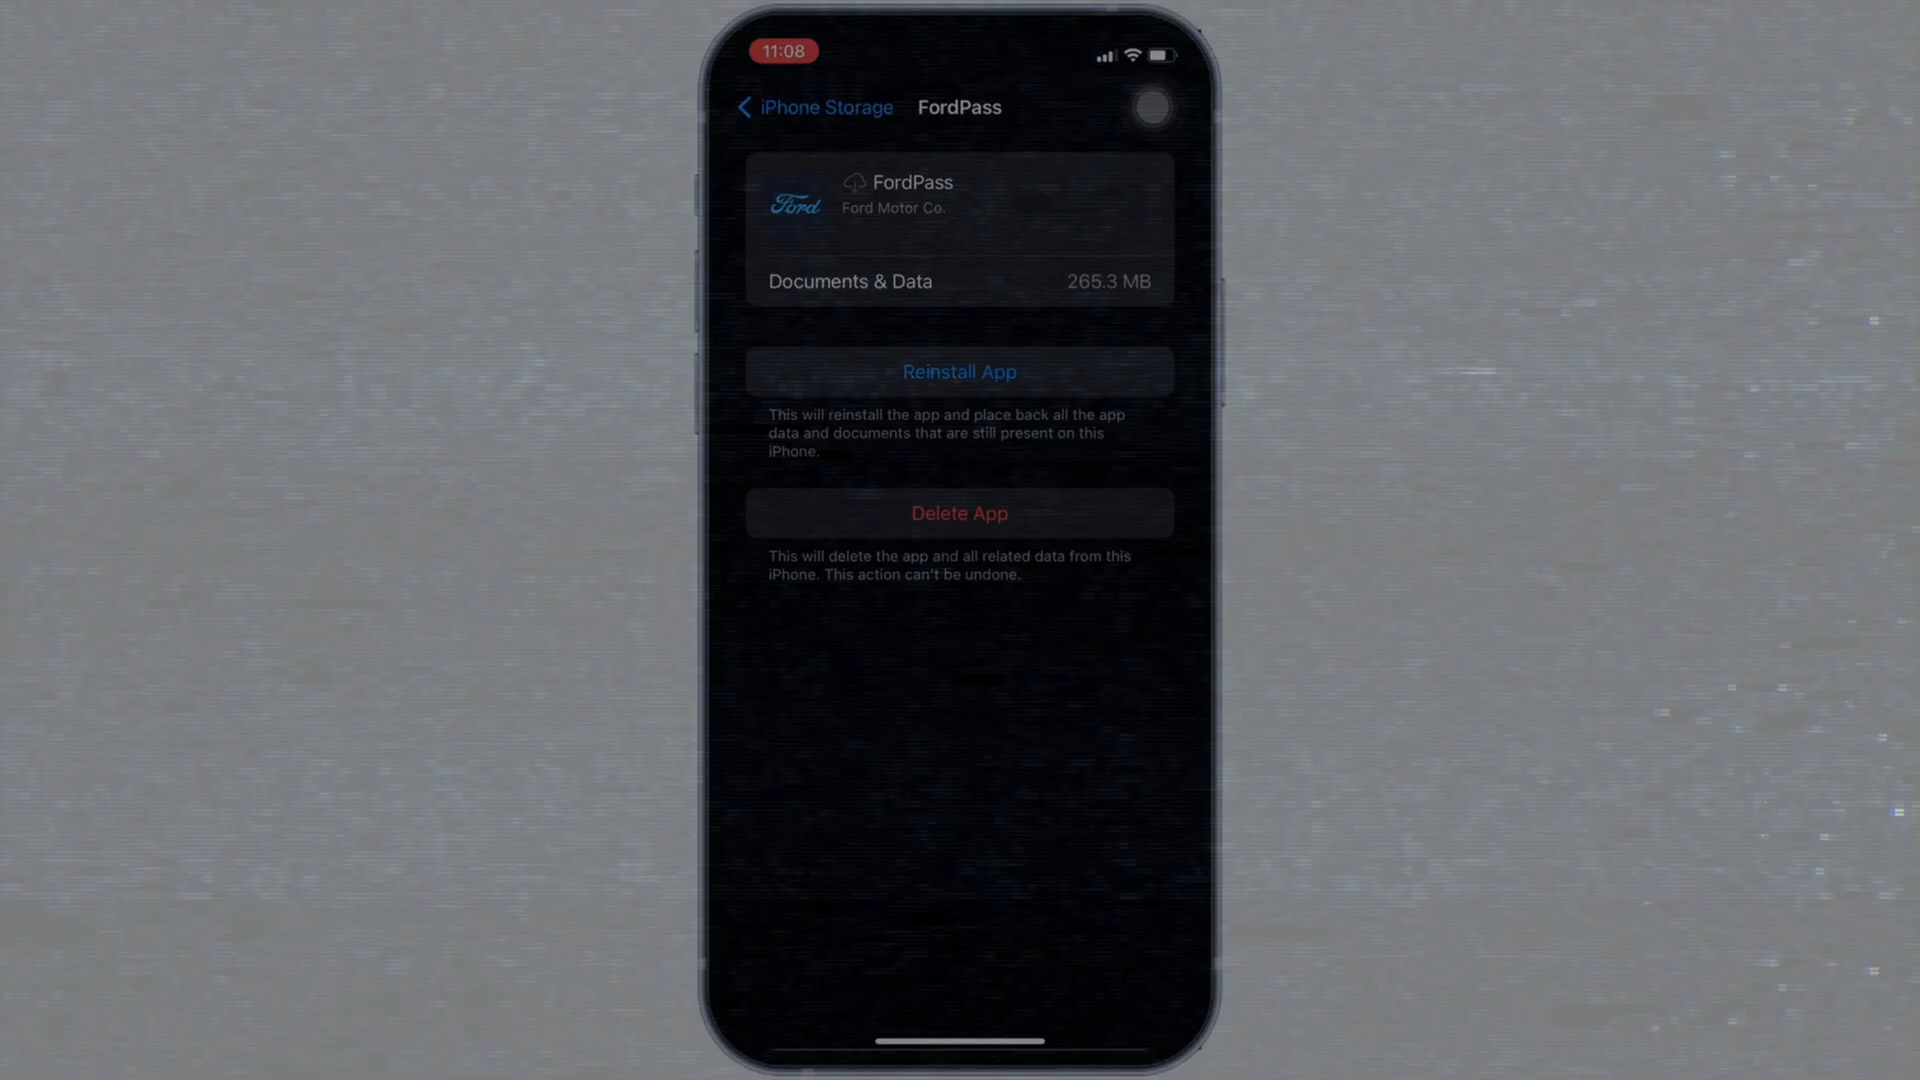 11:08
iPhone Storage FordPass
FordPass
Ford
Ford Motor Co.
Documents & Data 265.3 MB
Reinstall App
This will reinstall the app and place back all the app
data and documents that are still present on this
iPhone.
Delete App
This will delete the app and all related data from this
iPhone. This action can't be undone.